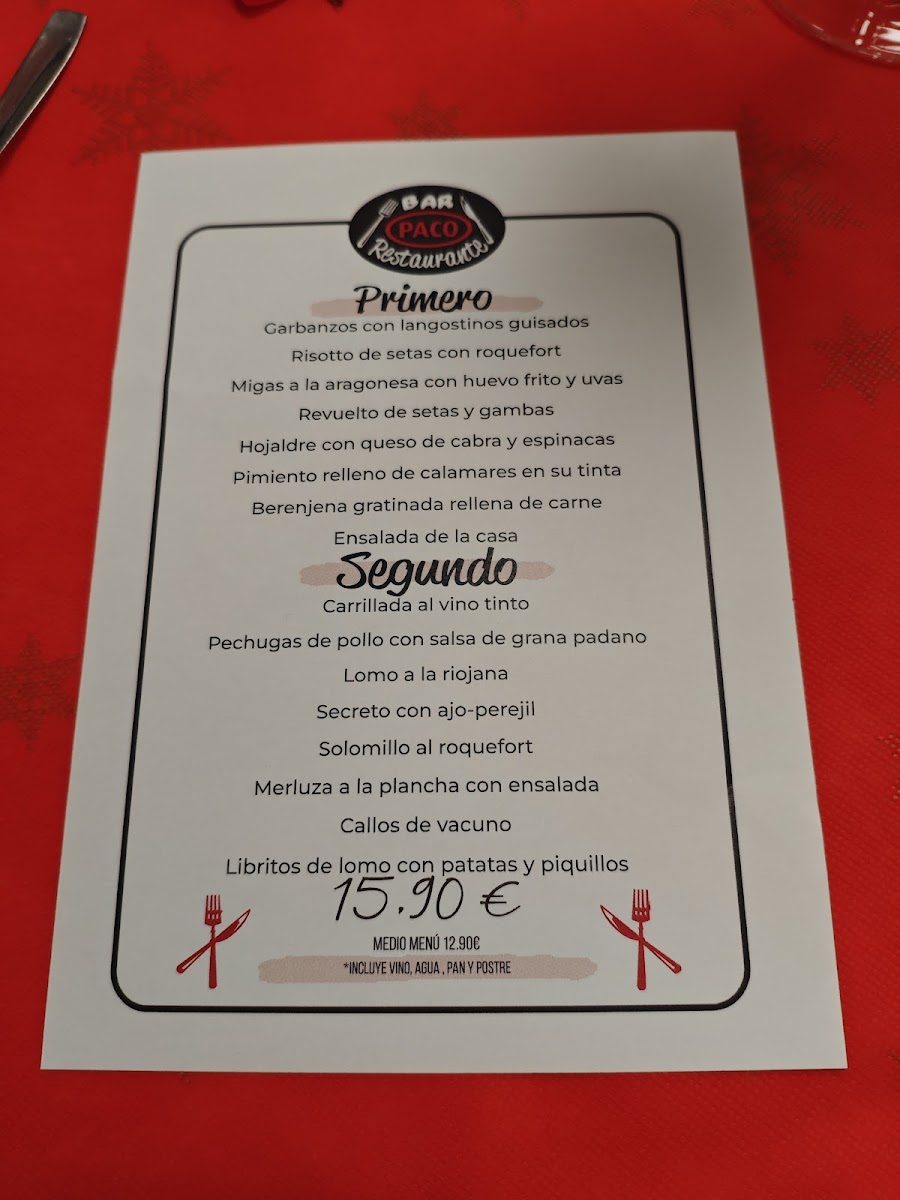 BAR
PACO
Restaurante
Primero
Garbanzos con langostinos guisados
Risotto de setas con roquefort
Migas a la aragonesa con huevo frito y uvas
Revuelto de setas y gambas
Hojaldre con queso de cabra y espinacas
Pimiento relleno de calamares en su tinta
Berenjena gratinada rellena de carne
Ensalada de la casa
Segundo
Carrillada al vino tinto
Pechugas de pollo con salsa de grana padano
Lomo a la riojana
Secreto con ajo-perejil
Solomillo al roquefort
Merluza a la plancha con ensalada
Callos de vacuno
Libritos de lomo con patatas y piquillos
15.90 €
MEDIO MENÚ 12.90€
*INCLUYE VINO, AGUA , PAN Y POSTRE